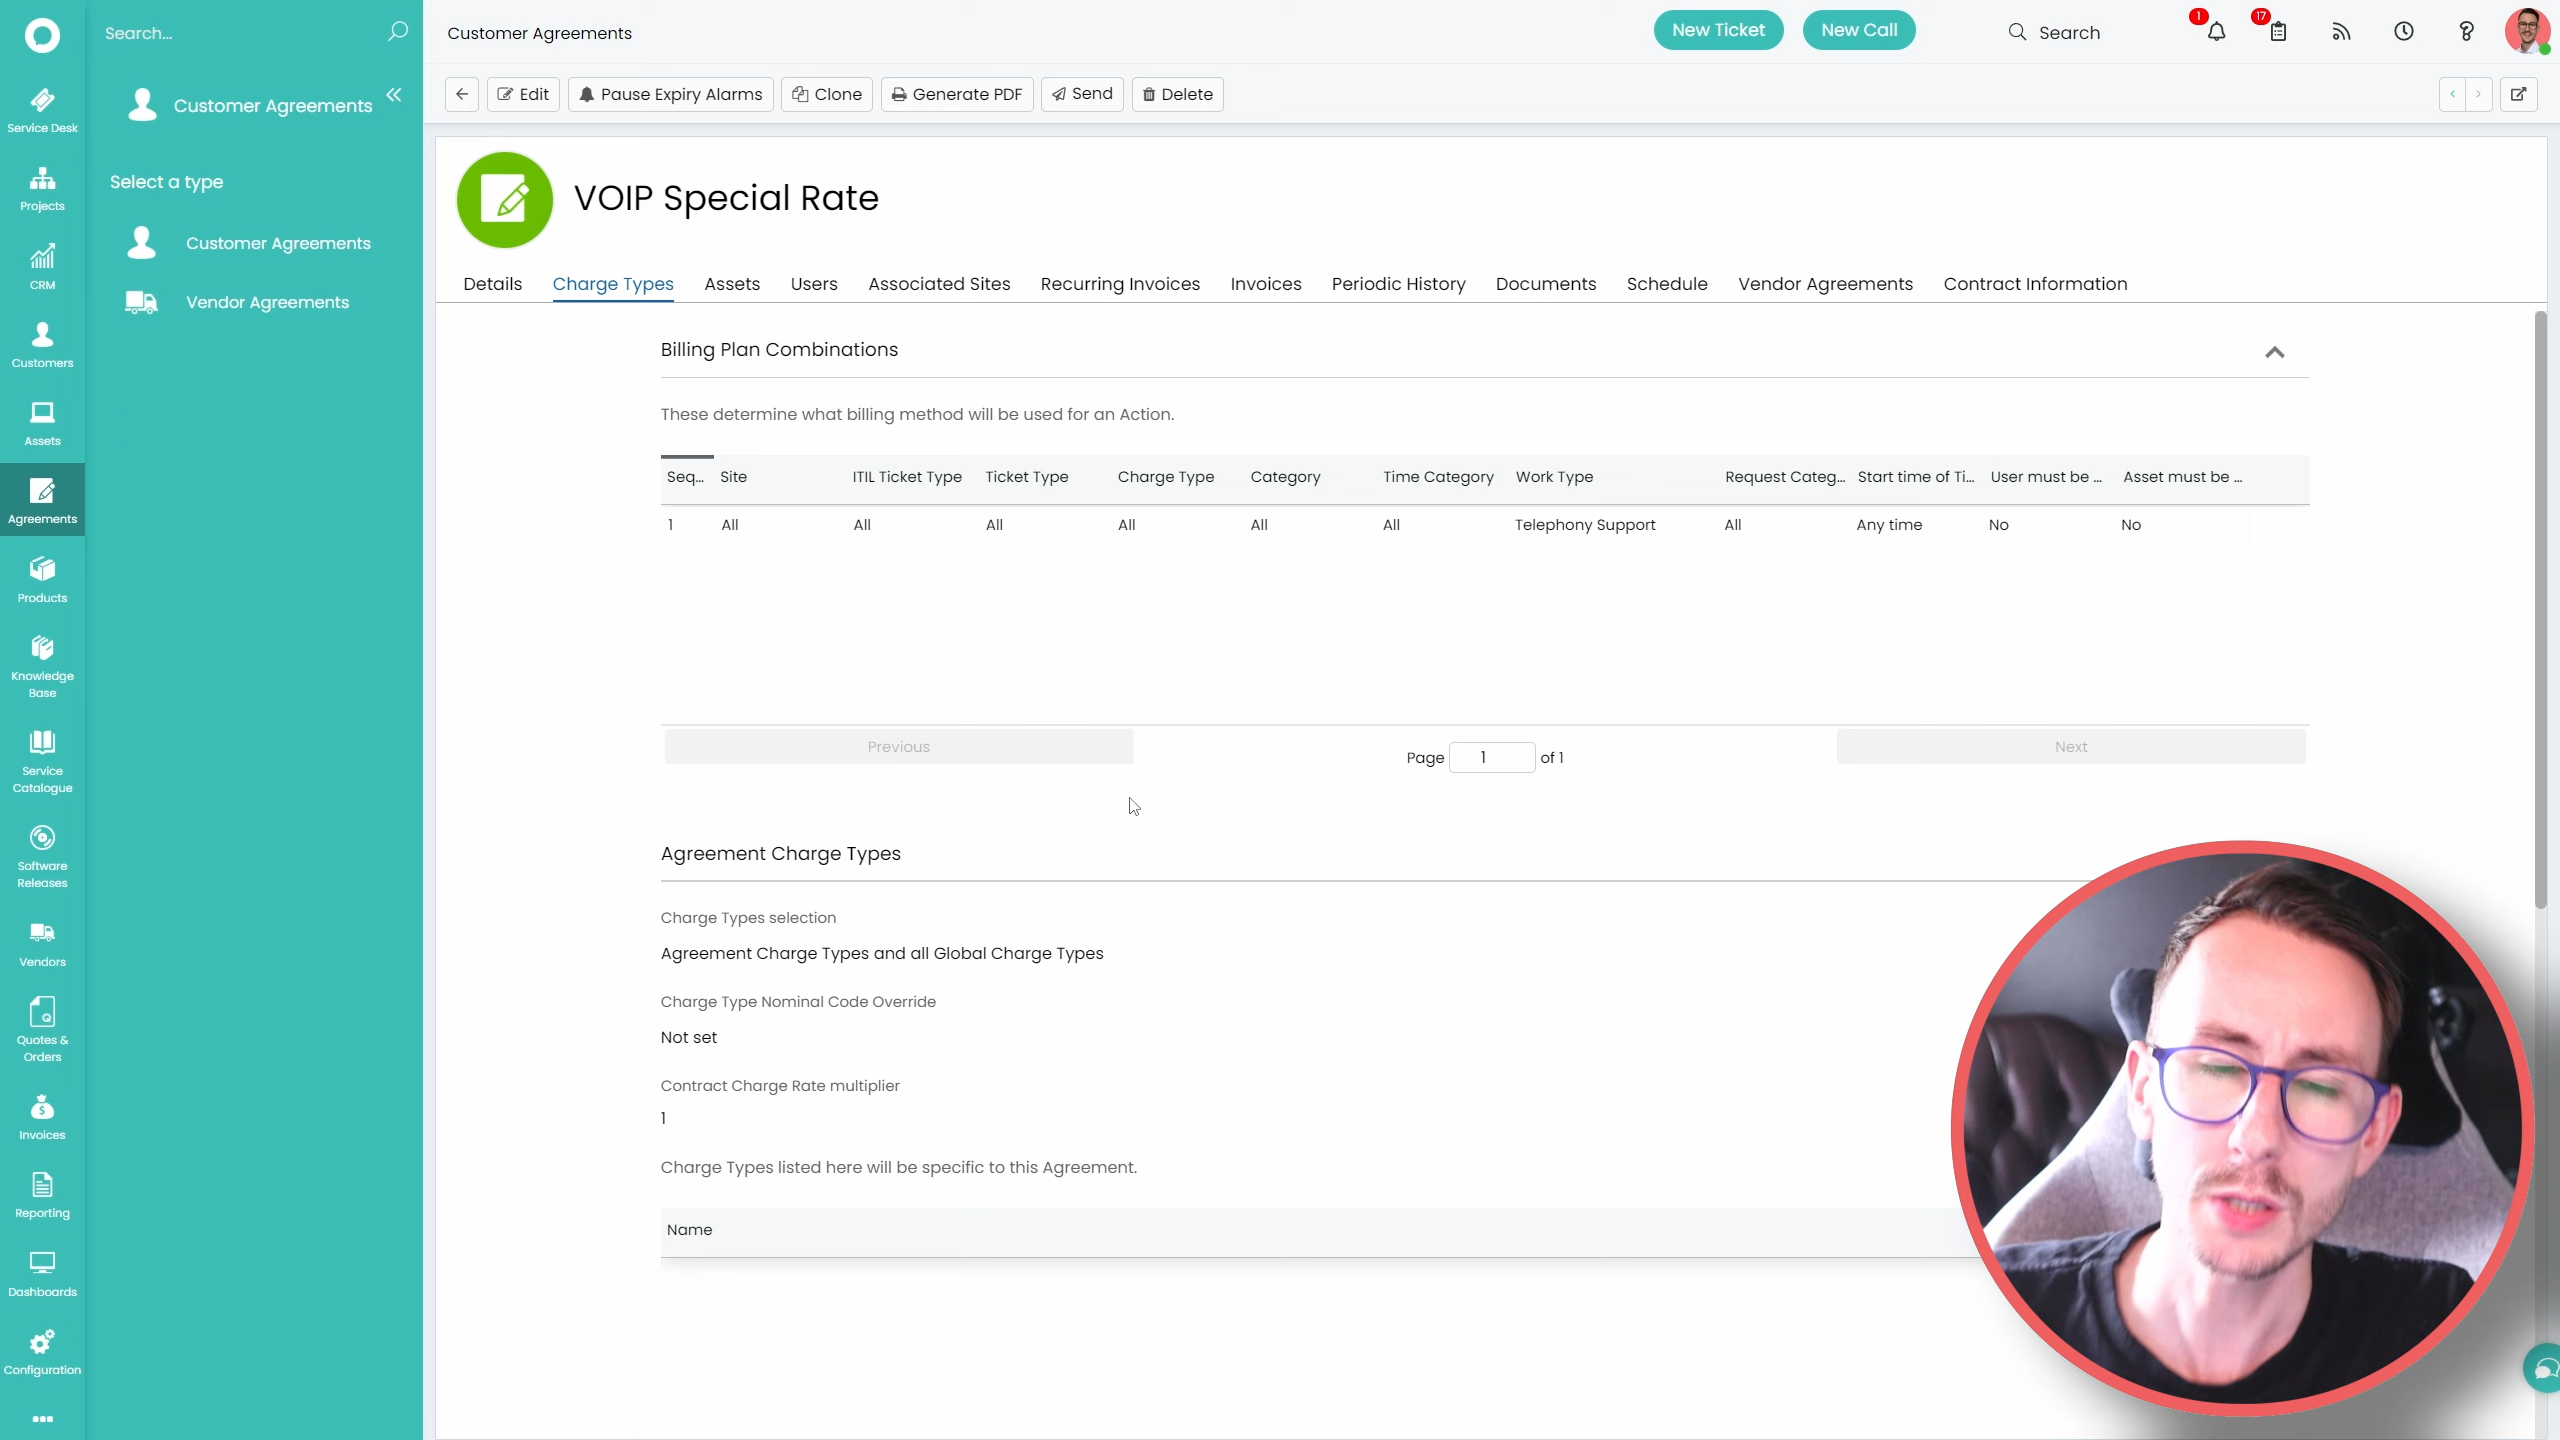 Search...
Customer Agreements
New Ticket
New Call
Search
1
17
Customer Agreements
Select a type
Customer Agreements
Vendor Agreements
Service Desk
Projects
CRM
Customers
Assets
Agreements
Products
Knowledge
Base
Service
Catalogue
Software
Releases
Vendors
Quotes &
Orders
Invoices
Reporting
Dashboards
Configuration
Edit
Pause Expiry Alarms
Clone
Generate PDF
Send
Delete
VOIP Special Rate
Details Charge Types Assets Users Associated Sites Recurring Invoices Invoices Periodic History Documents Schedule Vendor Agreements Contract Information
Billing Plan Combinations
These determine what billing method will be used for an Action.
Seq... Site ITIL Ticket Type Ticket Type Charge Type Category Time Category Work Type Request Categ... Start time of Ti... User must be ... Asset must be ...
1 All All All All All All Telephony Support All Any time No No
Previous
Page 1 of 1
Next
Agreement Charge Types
Charge Types selection
Agreement Charge Types and all Global Charge Types
Charge Type Nominal Code Override
Not set
Contract Charge Rate multiplier
1
Charge Types listed here will be specific to this Agreement.
Name